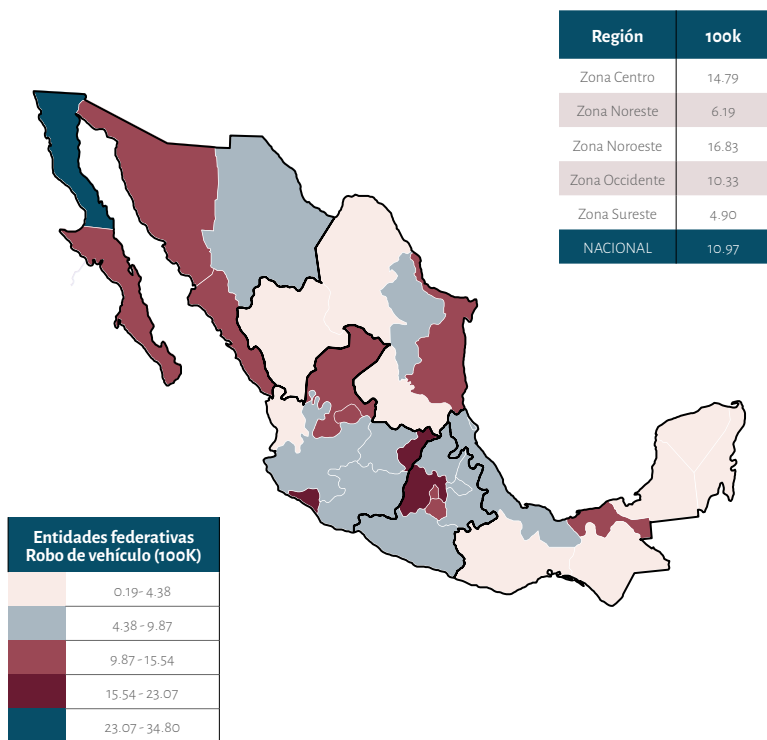 Región 100k
Zona Centro 14.79
Zona Noreste 6.19
Zona Noroeste 16.83
Zona Occidente 10.33
Zona Sureste 4.90
NACIONAL 10.97
Entidades federativas
Robo de vehículo (100K)
0.19- 4.38
4.38 - 9.87
9.87 - 15.54
15.54 - 23.07
23.07 - 34.80